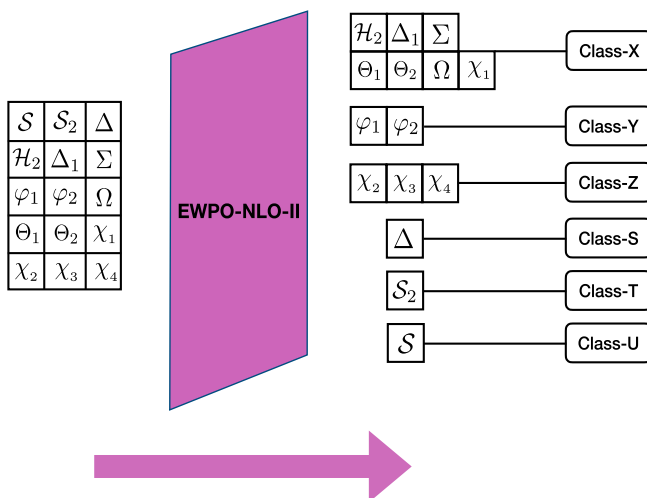 𝒮 𝒮₂ Δ
ℋ₂ Δ₁ Σ
φ₁ φ₂ Ω
Θ₁ Θ₂ χ₁
χ₂ χ₃ χ₄
EWPO-NLO-II
ℋ₂ Δ₁ Σ
Θ₁ Θ₂ Ω χ₁
Class-X
φ₁ φ₂
Class-Y
χ₂ χ₃ χ₄
Class-Z
Δ
Class-S
𝒮₂
Class-T
𝒮
Class-U